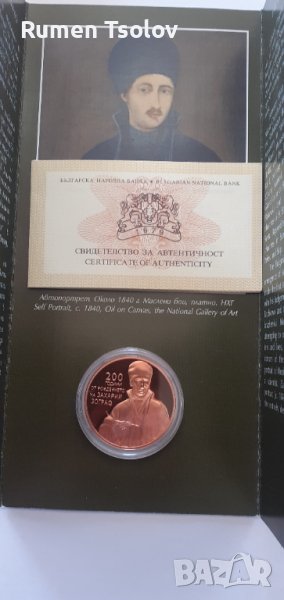 Rumen Tsolov
БЪЛГАРСКА НАРОДНА БАНКА • BULGARIAN NATIONAL BANK
1879
СВИДЕТЕЛСТВО ЗА АВТЕНТИЧНОСТ
CERTIFICATE OF AUTHENTICITY
Автопортрет, Около 1840 г. Маслени бои, платно, НХГ
Self Portrait, c. 1840, Oil on Canvas, the National Gallery of Art
200
ГОДИНИ
ОТ РОЖДЕНИЕТО
НА ЗАХАРИЙ
ЗОГРАФ
BAZAR